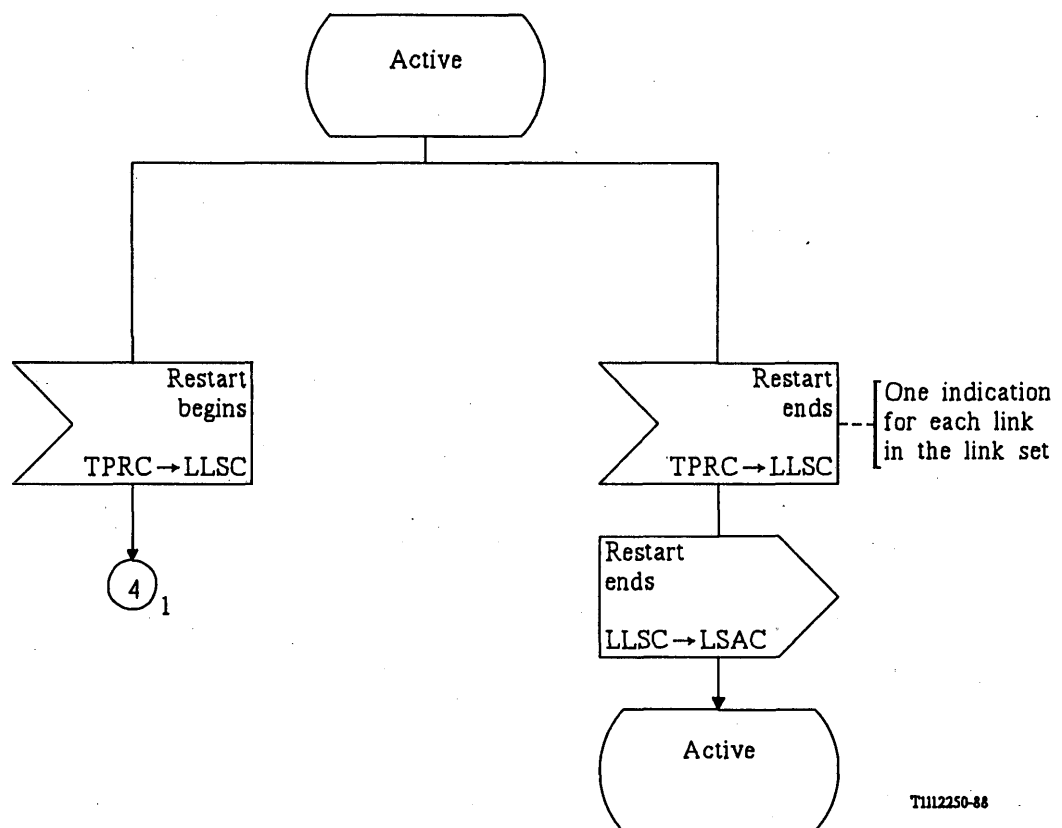 Active
Restart
begins
TPRC→LLSC
4
1
Restart
ends
TPRC→LLSC
One indication
for each link
in the link set
Restart
ends
LLSC→LSAC
Active
T1112250-88